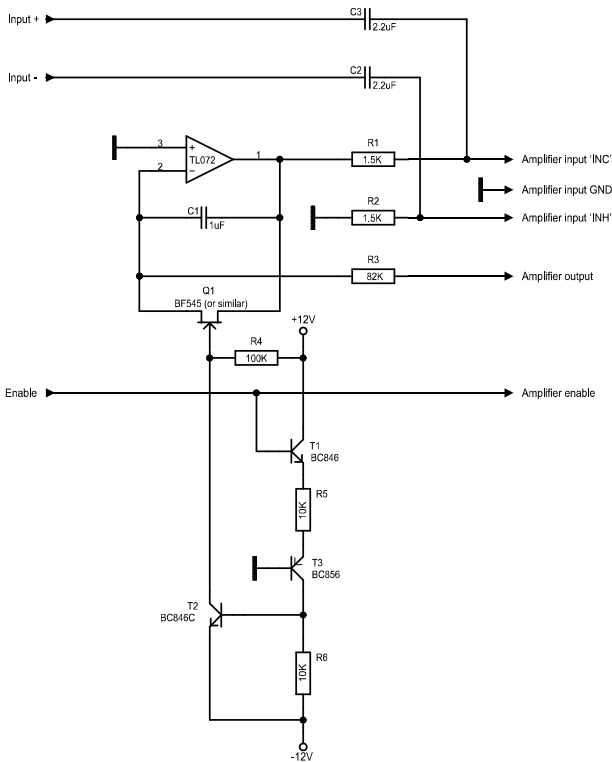 Input +
C3
2.2uF
Input -
C2
2.2uF
3
+
TL072
1
2
−
R1
1.5K
Amplifier input 'INC'
Amplifier input GND
C1
1uF
R2
1.5K
Amplifier input 'INH'
R3
82K
Amplifier output
Q1
BF545 (or similar)
+12V
R4
100K
Enable
Amplifier enable
T1
BC846
R5
10K
T3
BC856
T2
BC846C
R6
10K
-12V